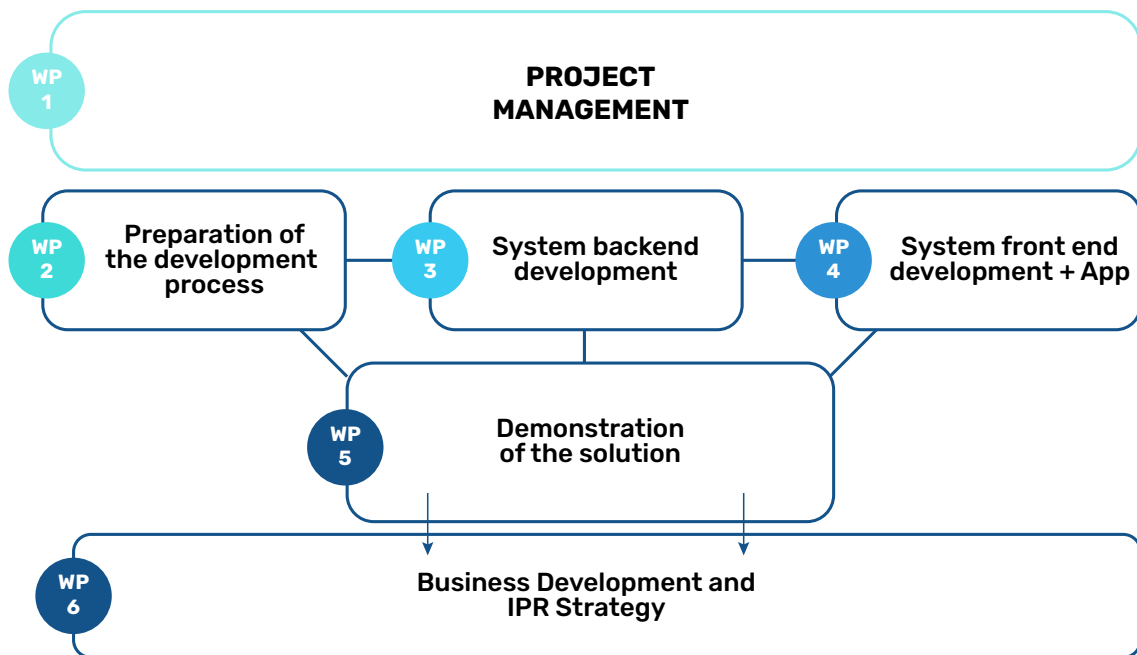 WP
1
PROJECT
MANAGEMENT
WP
2
Preparation of
the development
process
WP
3
System backend
development
WP
4
System front end
development + App
WP
5
Demonstration
of the solution
WP
6
Business Development and
IPR Strategy